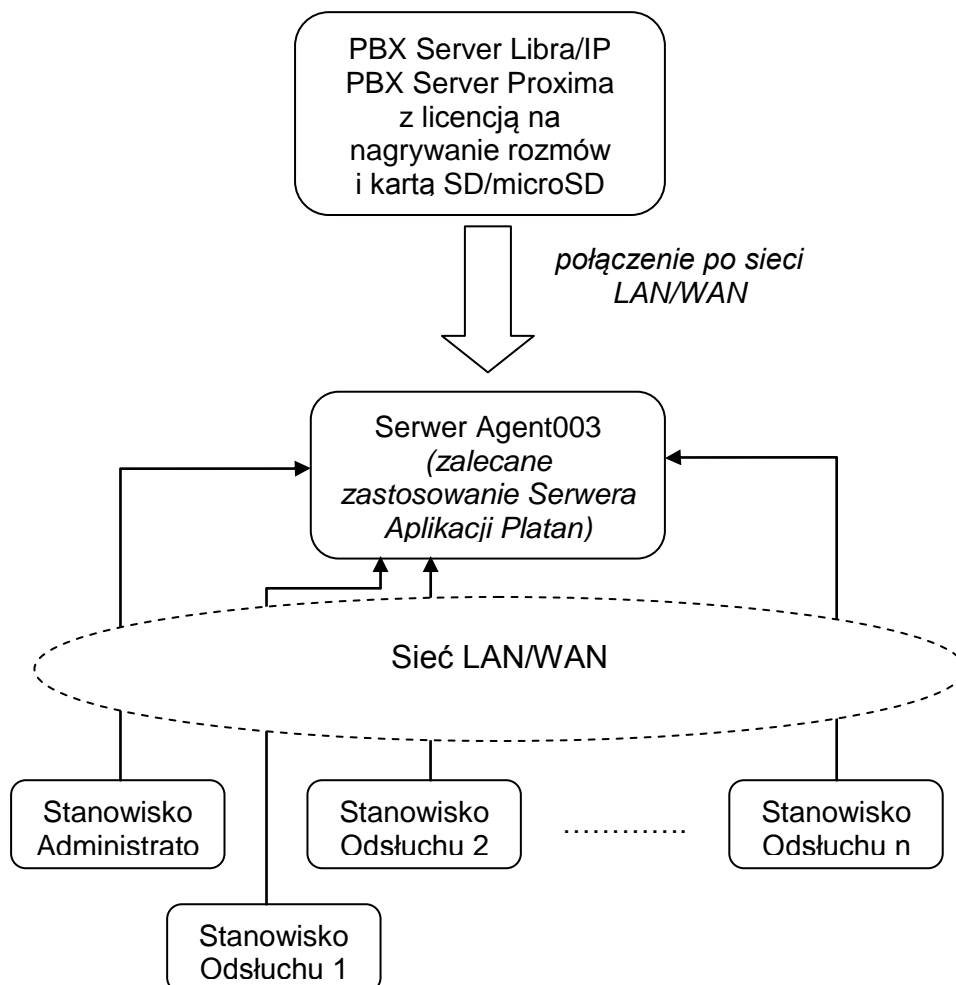 PBX Server Libra/IP
PBX Server Proxima
z licencją na
nagrywanie rozmów
i kartą SD/microSD
połączenie po sieci
LAN/WAN
Serwer Agent003
(zalecane
zastosowanie Serwera
Aplikacji Platan)
Sieć LAN/WAN
Stanowisko
Administrato
Stanowisko
Odsłuchu 2
.............
Stanowisko
Odsłuchu n
Stanowisko
Odsłuchu 1